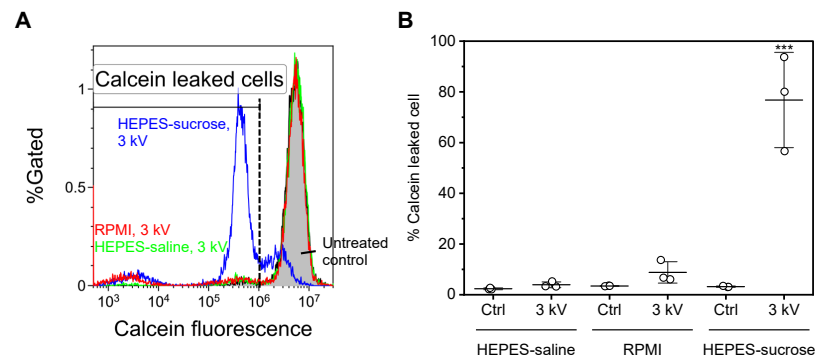 A
Calcein leaked cells
HEPES-sucrose,
3 kV
RPMI, 3 kV
HEPES-saline, 3 kV
Untreated
control
%Gated
1
0.5
0
10³ 10⁴ 10⁵ 10⁶ 10⁷
Calcein fluorescence
B
% Calcein leaked cell
100
80
60
40
20
0
***
Ctrl 3 kV Ctrl 3 kV Ctrl 3 kV
HEPES-saline RPMI HEPES-sucrose